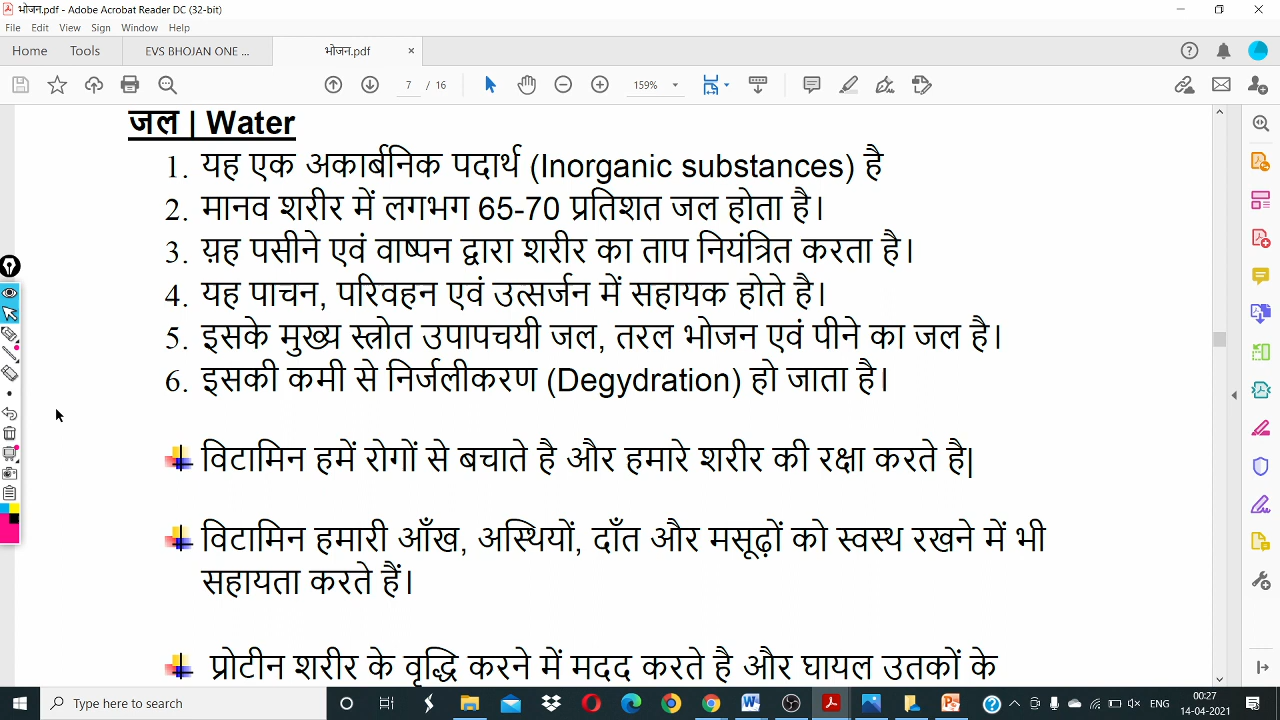 भोजन.pdf - Adobe Acrobat Reader DC (32-bit)
File Edit View Sign Window Help
Home Tools EVS BHOJAN ONE ... भोजन.pdf ×
7 / 16 159%
जल | Water
1. यह एक अकार्बनिक पदार्थ (Inorganic substances) है
2. मानव शरीर में लगभग 65-70 प्रतिशत जल होता है।
3. य़ह पसीने एवं वाष्पन द्वारा शरीर का ताप नियंत्रित करता है।
4. यह पाचन, परिवहन एवं उत्सर्जन में सहायक होते है।
5. इसके मुख्य स्त्रोत उपापचयी जल, तरल भोजन एवं पीने का जल है।
6. इसकी कमी से निर्जलीकरण (Degydration) हो जाता है।
विटामिन हमें रोगों से बचाते है और हमारे शरीर की रक्षा करते है|
विटामिन हमारी आँख, अस्थियों, दाँत और मसूढ़ों को स्वस्थ रखने में भी
सहायता करते हैं।
प्रोटीन शरीर के वृद्धि करने में मदद करते है और घायल उतकों के
Type here to search
ENG 00:27
14-04-2021